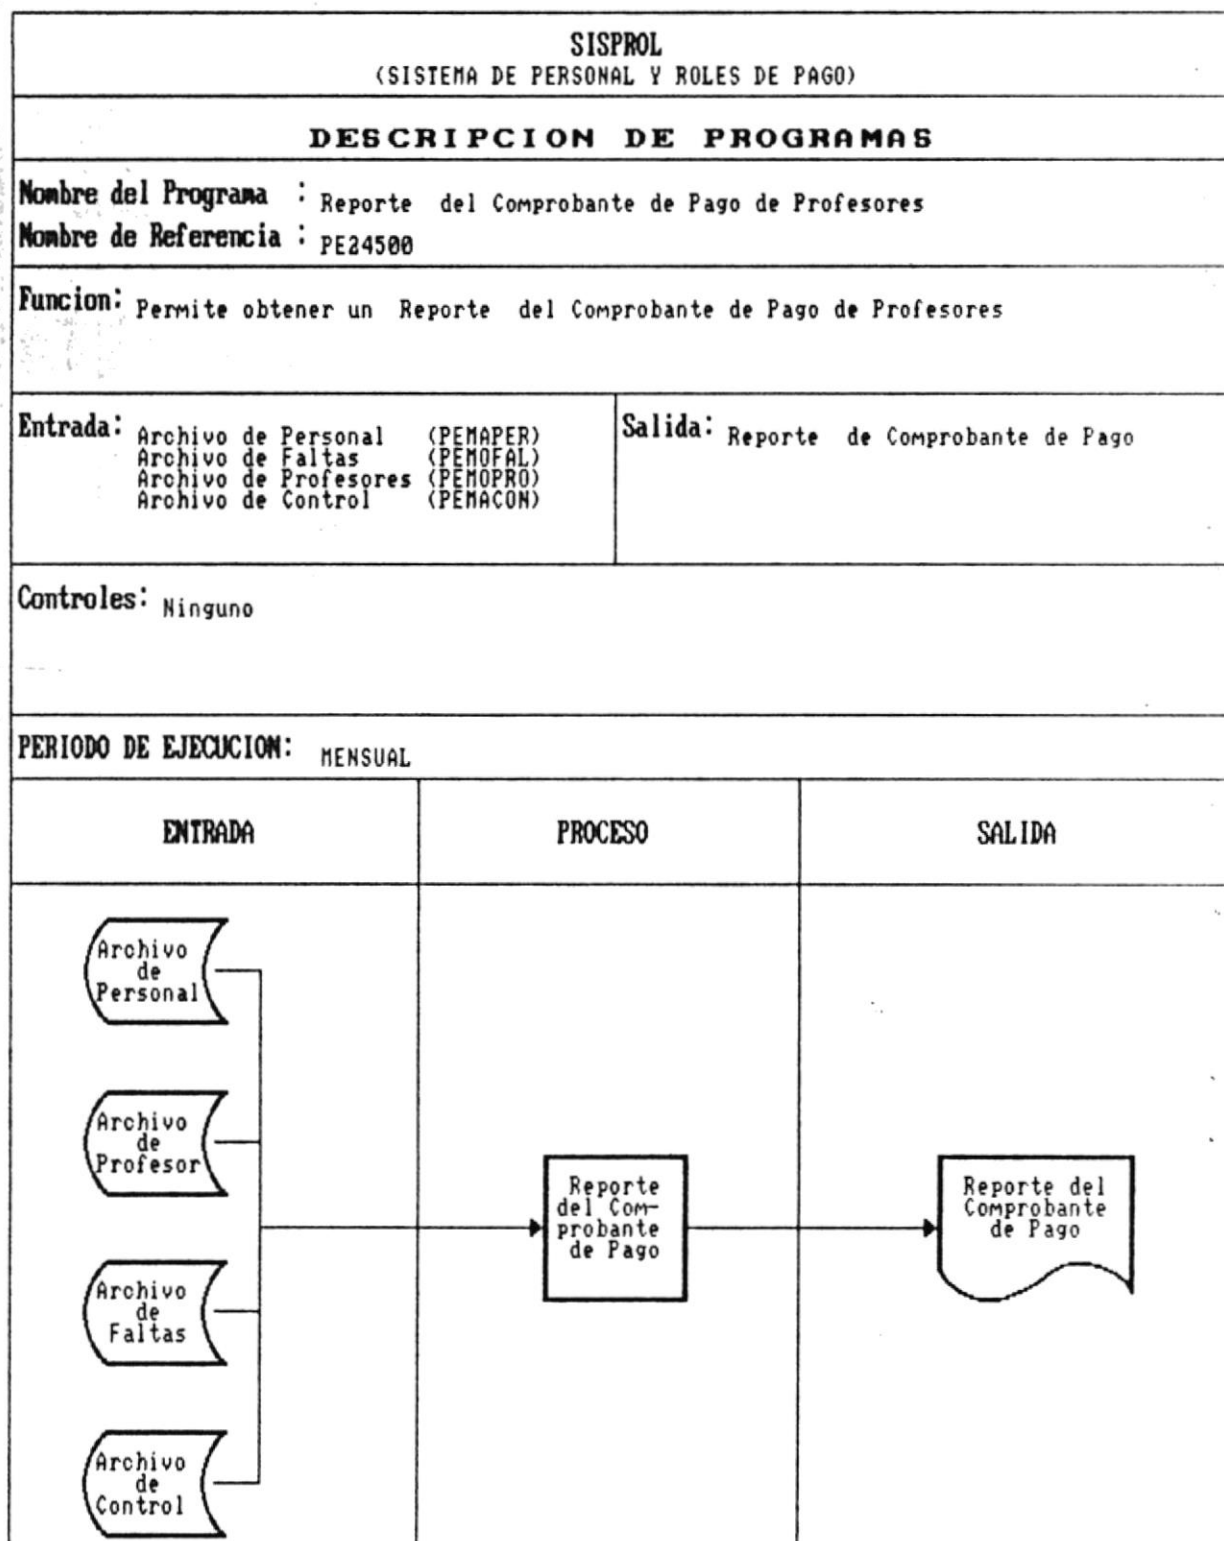 SISPROL
(SISTEMA DE PERSONAL Y ROLES DE PAGO)
DESCRIPCION DE PROGRAMAS
Nombre del Programa : Reporte del Comprobante de Pago de Profesores
Nombre de Referencia : PE24500
Funcion: Permite obtener un Reporte del Comprobante de Pago de Profesores
Entrada: Archivo de Personal (PEMAPER)
Archivo de Faltas (PEMOFAL)
Archivo de Profesores (PEMOPRO)
Archivo de Control (PEMACON)
Salida: Reporte de Comprobante de Pago
Controles: Ninguno
PERIODO DE EJECUCION: MENSUAL
ENTRADA
PROCESO
SALIDA
Archivo
de
Personal
Archivo
de
Profesor
Archivo
de
Faltas
Archivo
de
Control
Reporte
del Com-
probante
de Pago
Reporte del
Comprobante
de Pago